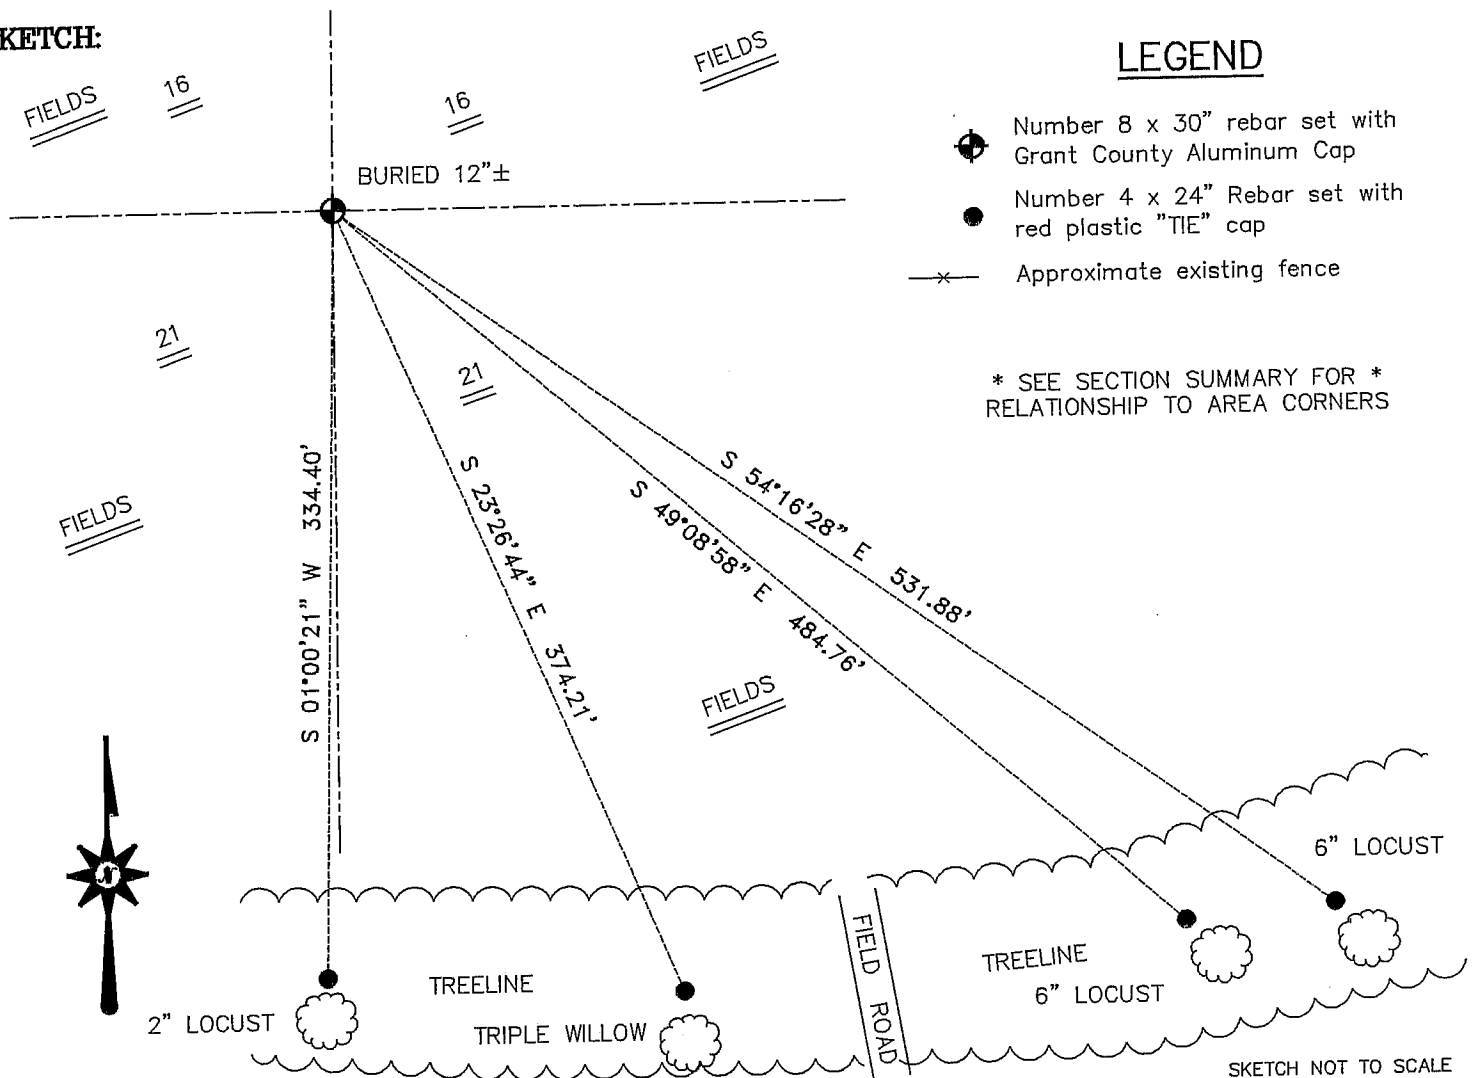 KETCH:
FIELDS
16
16
FIELDS
BURIED 12"±
LEGEND
Number 8 x 30" rebar set with
Grant County Aluminum Cap
Number 4 x 24" Rebar set with
red plastic "TIE" cap
Approximate existing fence
* SEE SECTION SUMMARY FOR *
RELATIONSHIP TO AREA CORNERS
21
21
FIELDS
S 01°00'21" W 334.40'
S 23°26'44" E 374.21'
S 49°08'58" E 484.76'
S 54°16'28" E 531.88'
FIELDS
N
6" LOCUST
TREELINE
FIELD ROAD
TREELINE
6" LOCUST
2" LOCUST
TRIPLE WILLOW
SKETCH NOT TO SCALE